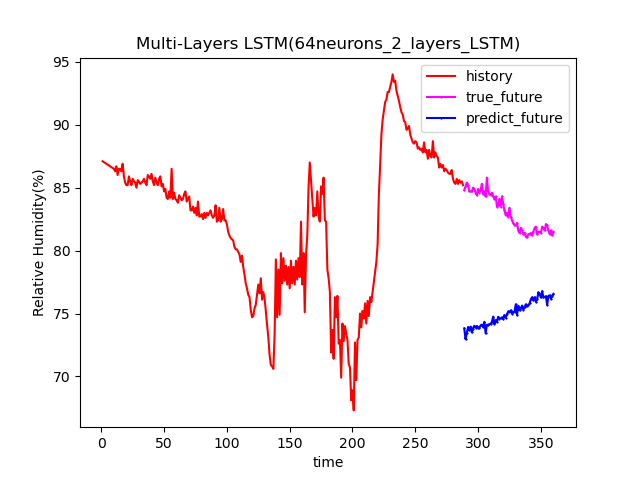 Multi-Layers LSTM(64neurons_2_layers_LSTM)
history
true_future
predict_future
Relative Humidity(%)
95
90
85
80
75
70
0 50 100 150 200 250 300 350
time